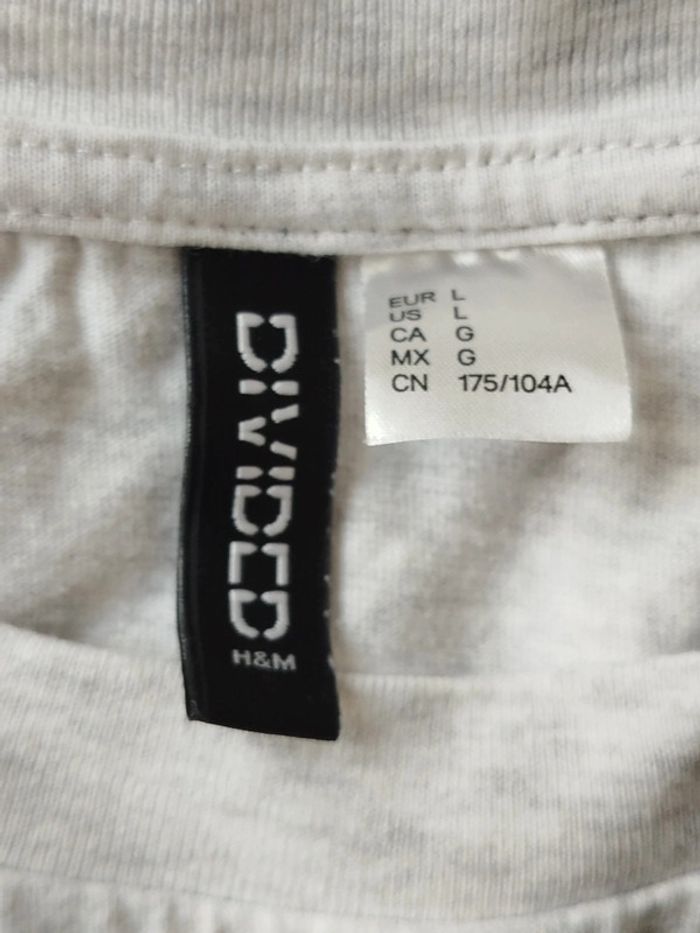 DIVIDED
H&M
EUR L
US L
CA G
MX G
CN 175/104A